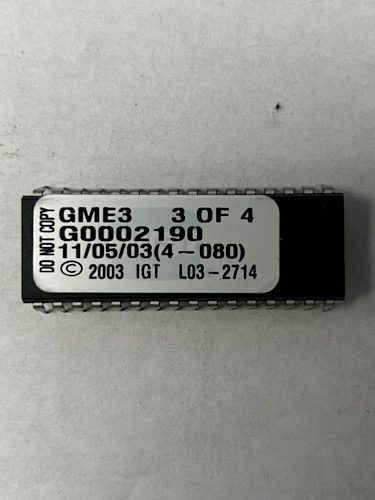 DO NOT COPY
GME3 3 OF 4
G0002190
11/05/03(4-080)
© 2003 IGT L03-2714